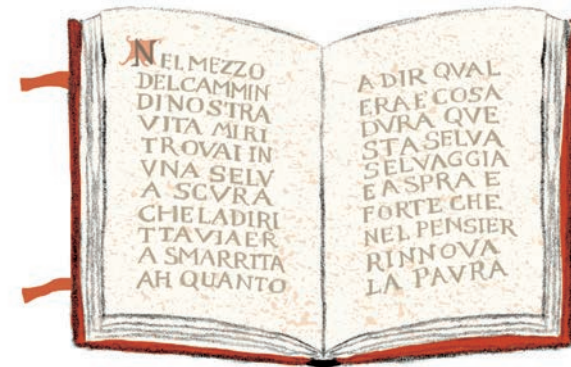 NEL MEZZO
DEL CAMMIN
DI NOSTRA
VITA MI RI
TROVAI IN
VNA SELV
A SCVRA
CHE LA DIRI
TTA VIA ER
A SMARRITA
AH QUANTO
A DIR QVAL
ERA E' COSA
DVRA QVE
STA SELVA
SELVAGGIA
E ASPRA E
FORTE CHE
NEL PENSIER
RINNOVA
LA PAVRA